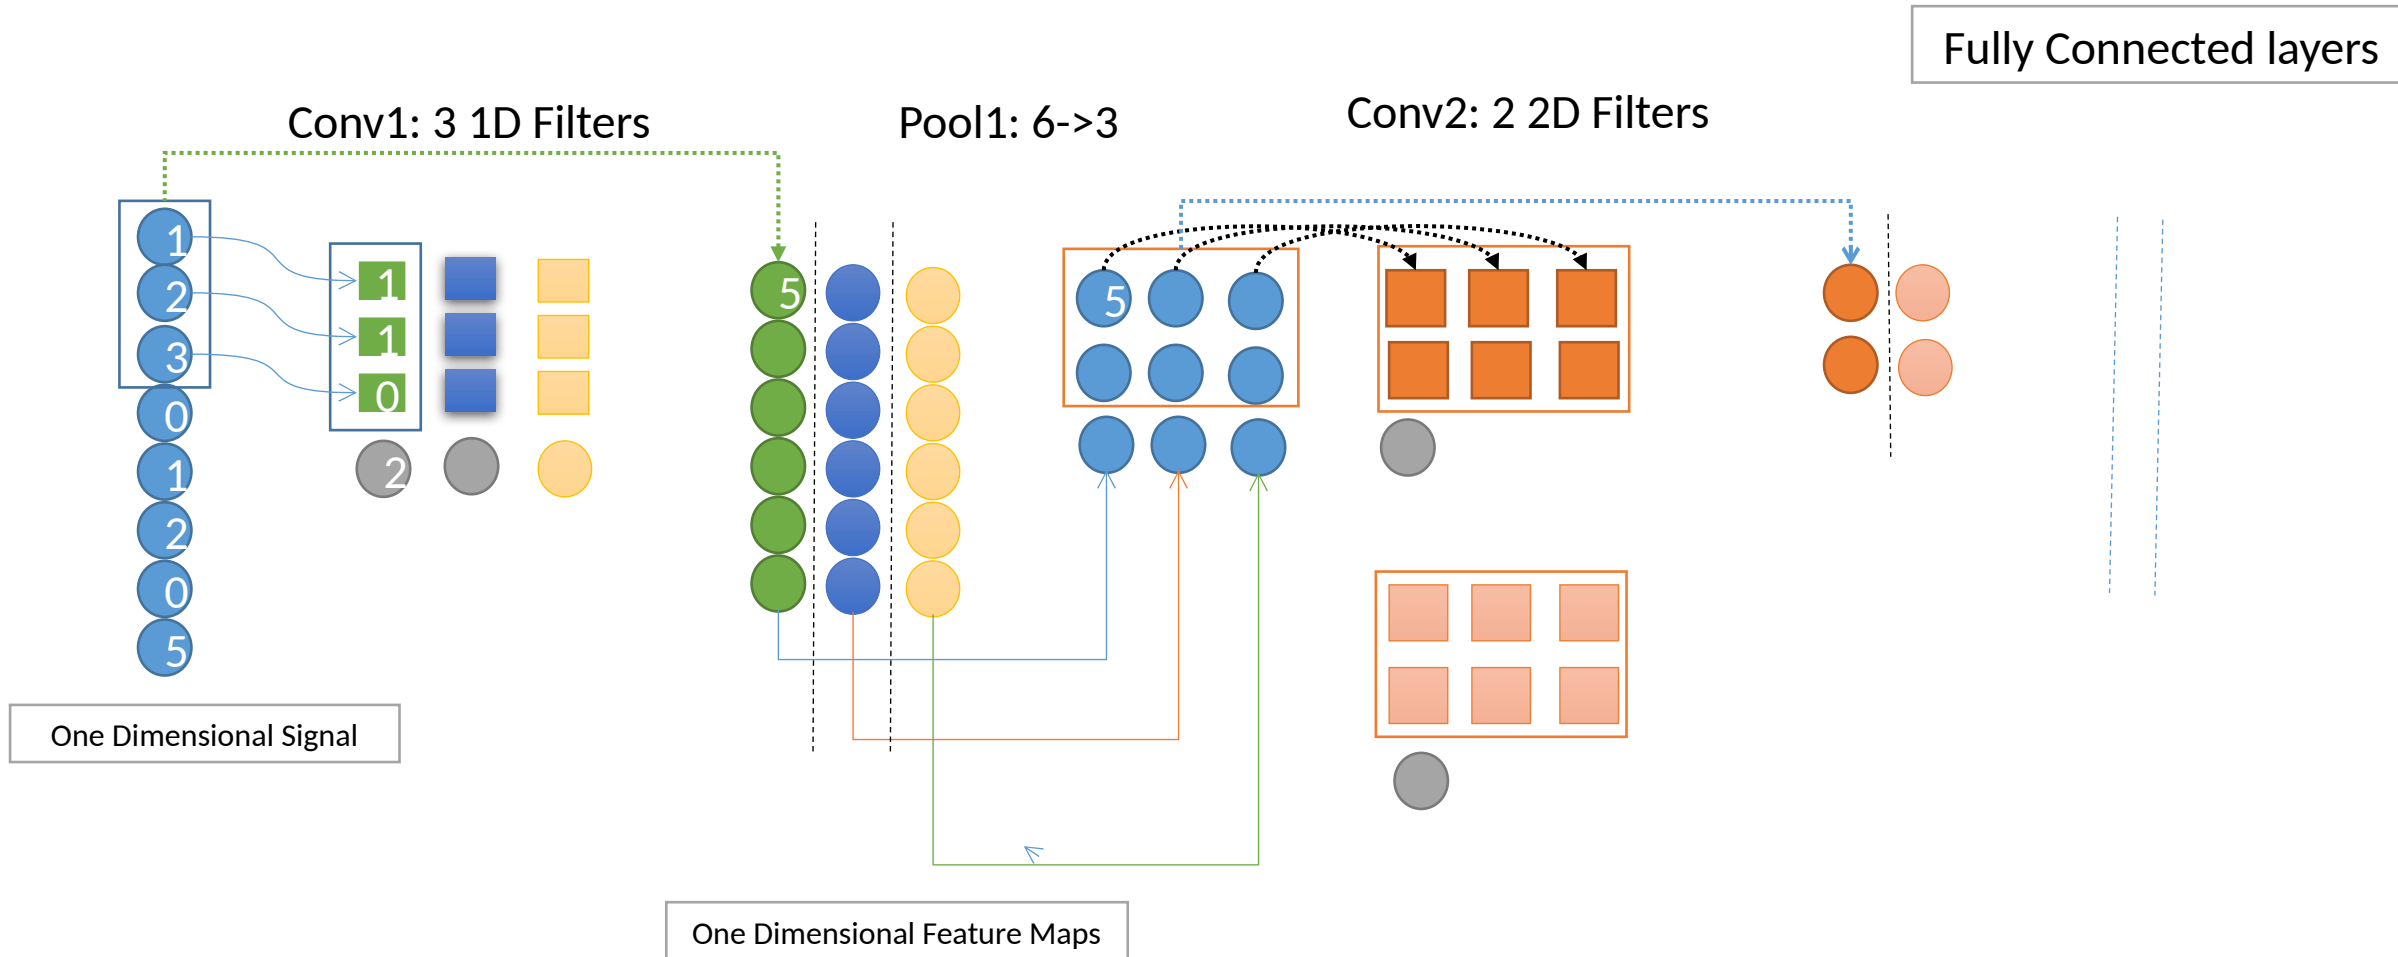 Fully Connected layers
Conv1: 3 1D Filters
Pool1: 6->3
Conv2: 2 2D Filters
1
2
3
0
1
2
0
5
1
1
0
2
5
5
One Dimensional Signal
One Dimensional Feature Maps